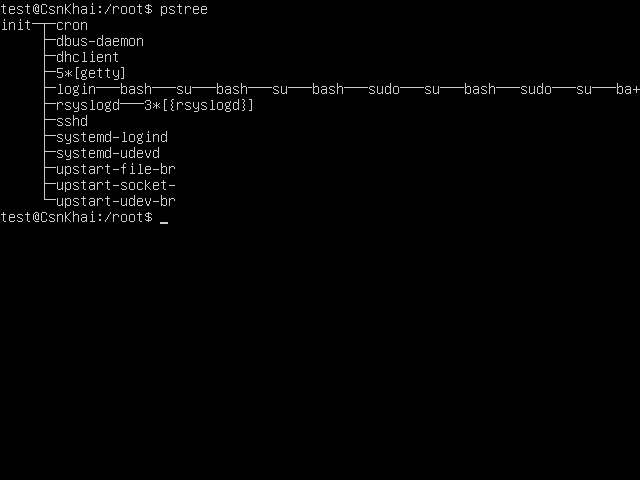 test@CsnKhai:/root$ pstree
init─┬─cron
     ├─dbus-daemon
     ├─dhclient
     ├─5*[getty]
     ├─login───bash───su───bash───su───bash───sudo───su───bash───sudo───su───ba+
     ├─rsyslogd───3*[{rsyslogd}]
     ├─sshd
     ├─systemd-logind
     ├─systemd-udevd
     ├─upstart-file-br
     ├─upstart-socket-
     └─upstart-udev-br
test@CsnKhai:/root$ _